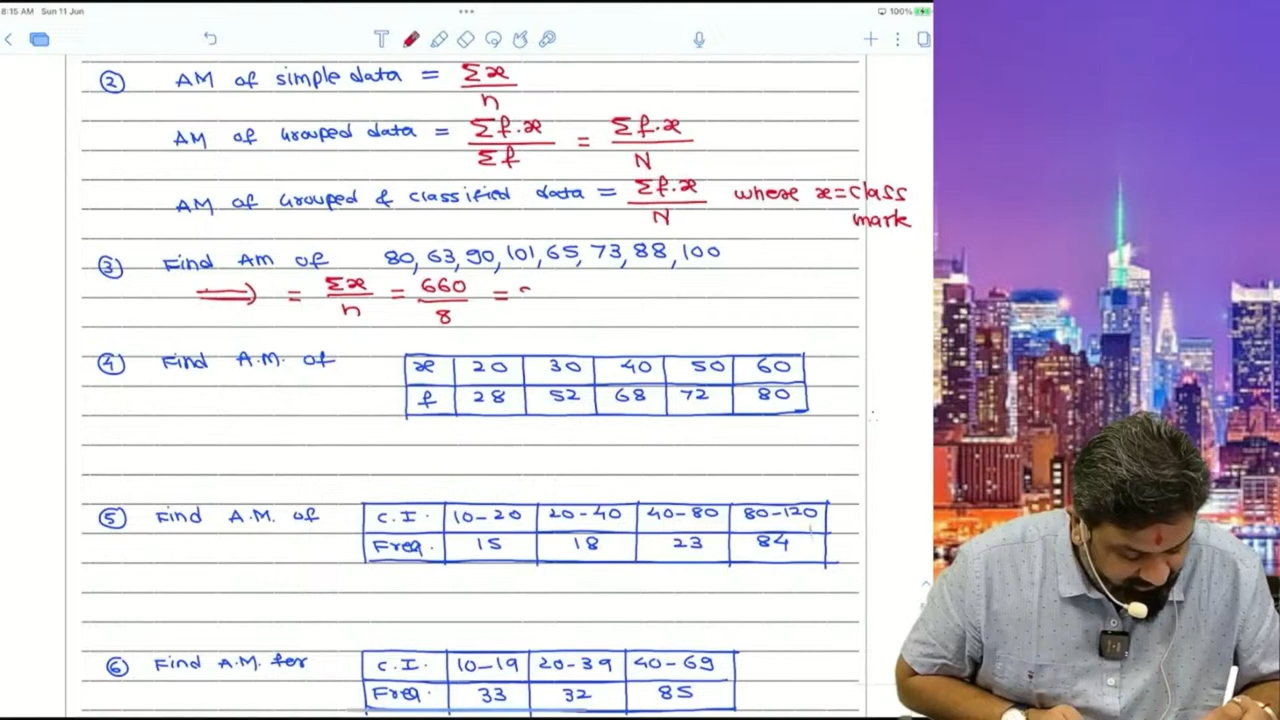 8:15 AM Sun 11 Jun
100%
T
② AM of simple data = Σx/n
AM of Grouped data = Σf·x/Σf = Σf·x/N
AM of Grouped & classified data = Σf·x/N where x=class mark
③ Find AM of 80, 63, 90, 101, 65, 73, 88, 100
⟹ = Σx/n = 660/8 =
④ Find A.M. of
x 20 30 40 50 60
f 28 52 68 72 80
⑤ Find A.M. of
C.I. 10-20 20-40 40-80 80-120
Freq. 15 18 23 84
⑥ Find A.M. for
C.I. 10-19 20-39 40-69
Freq. 33 32 85